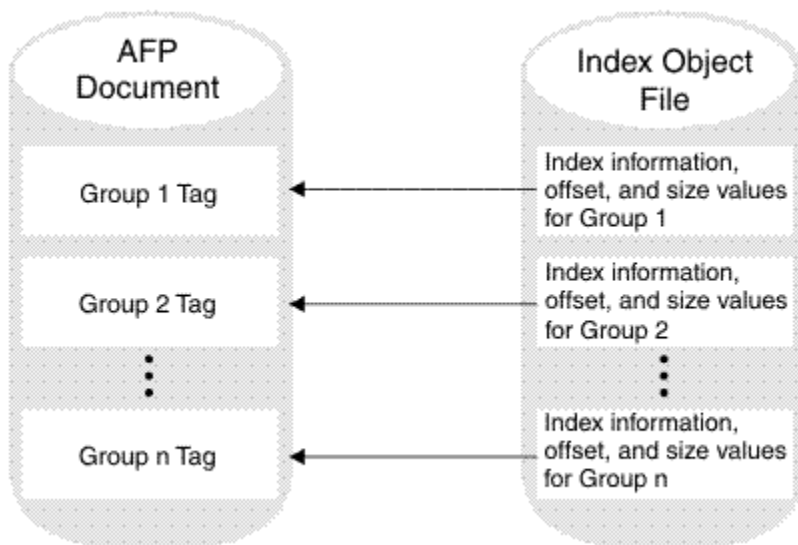 AFP
Document
Group 1 Tag
Group 2 Tag
Group n Tag
Index Object
File
Index information,
offset, and size values
for Group 1
Index information,
offset, and size values
for Group 2
Index information,
offset, and size values
for Group n